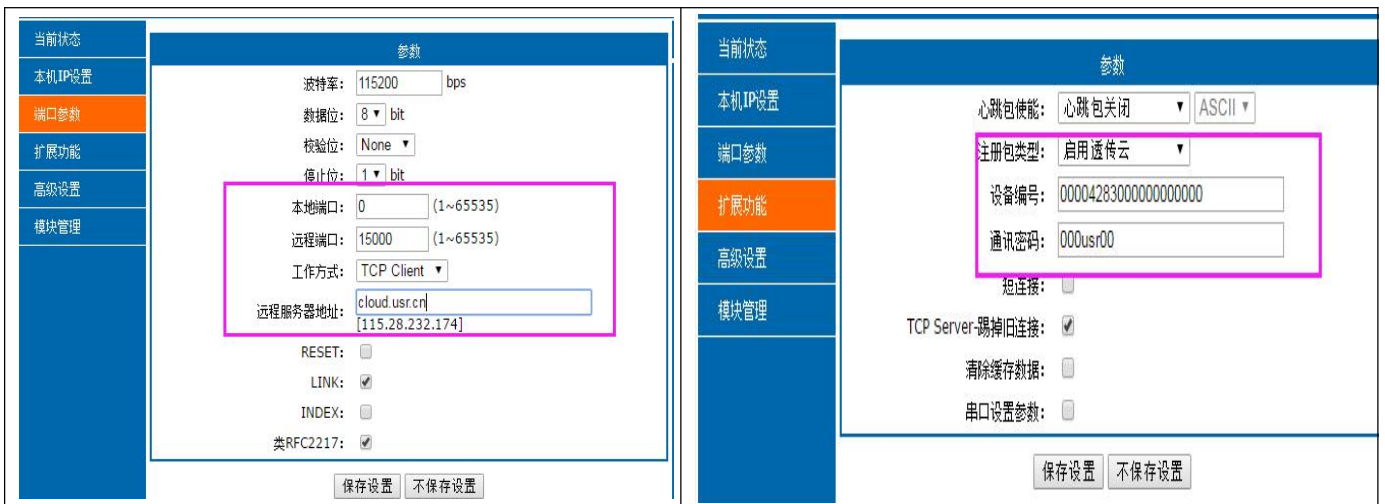 当前状态
本机IP设置
端口参数
扩展功能
高级设置
模块管理
参数
波特率: 115200 bps
数据位: 8 bit
校验位: None
停止位: 1 bit
本地端口: 0 (1~65535)
远程端口: 15000 (1~65535)
工作方式: TCP Client
远程服务器地址: cloud.usr.cn
[115.28.232.174]
RESET:
LINK:
INDEX:
类RFC2217:
保存设置 不保存设置
当前状态
本机IP设置
端口参数
扩展功能
高级设置
模块管理
参数
心跳包使能: 心跳包关闭 ASCII
注册包类型: 启用透传云
设备编号: 00004283000000000000
通讯密码: 000usr00
短连接:
TCP Server-踢掉旧连接:
清除缓存数据:
串口设置参数:
保存设置 不保存设置